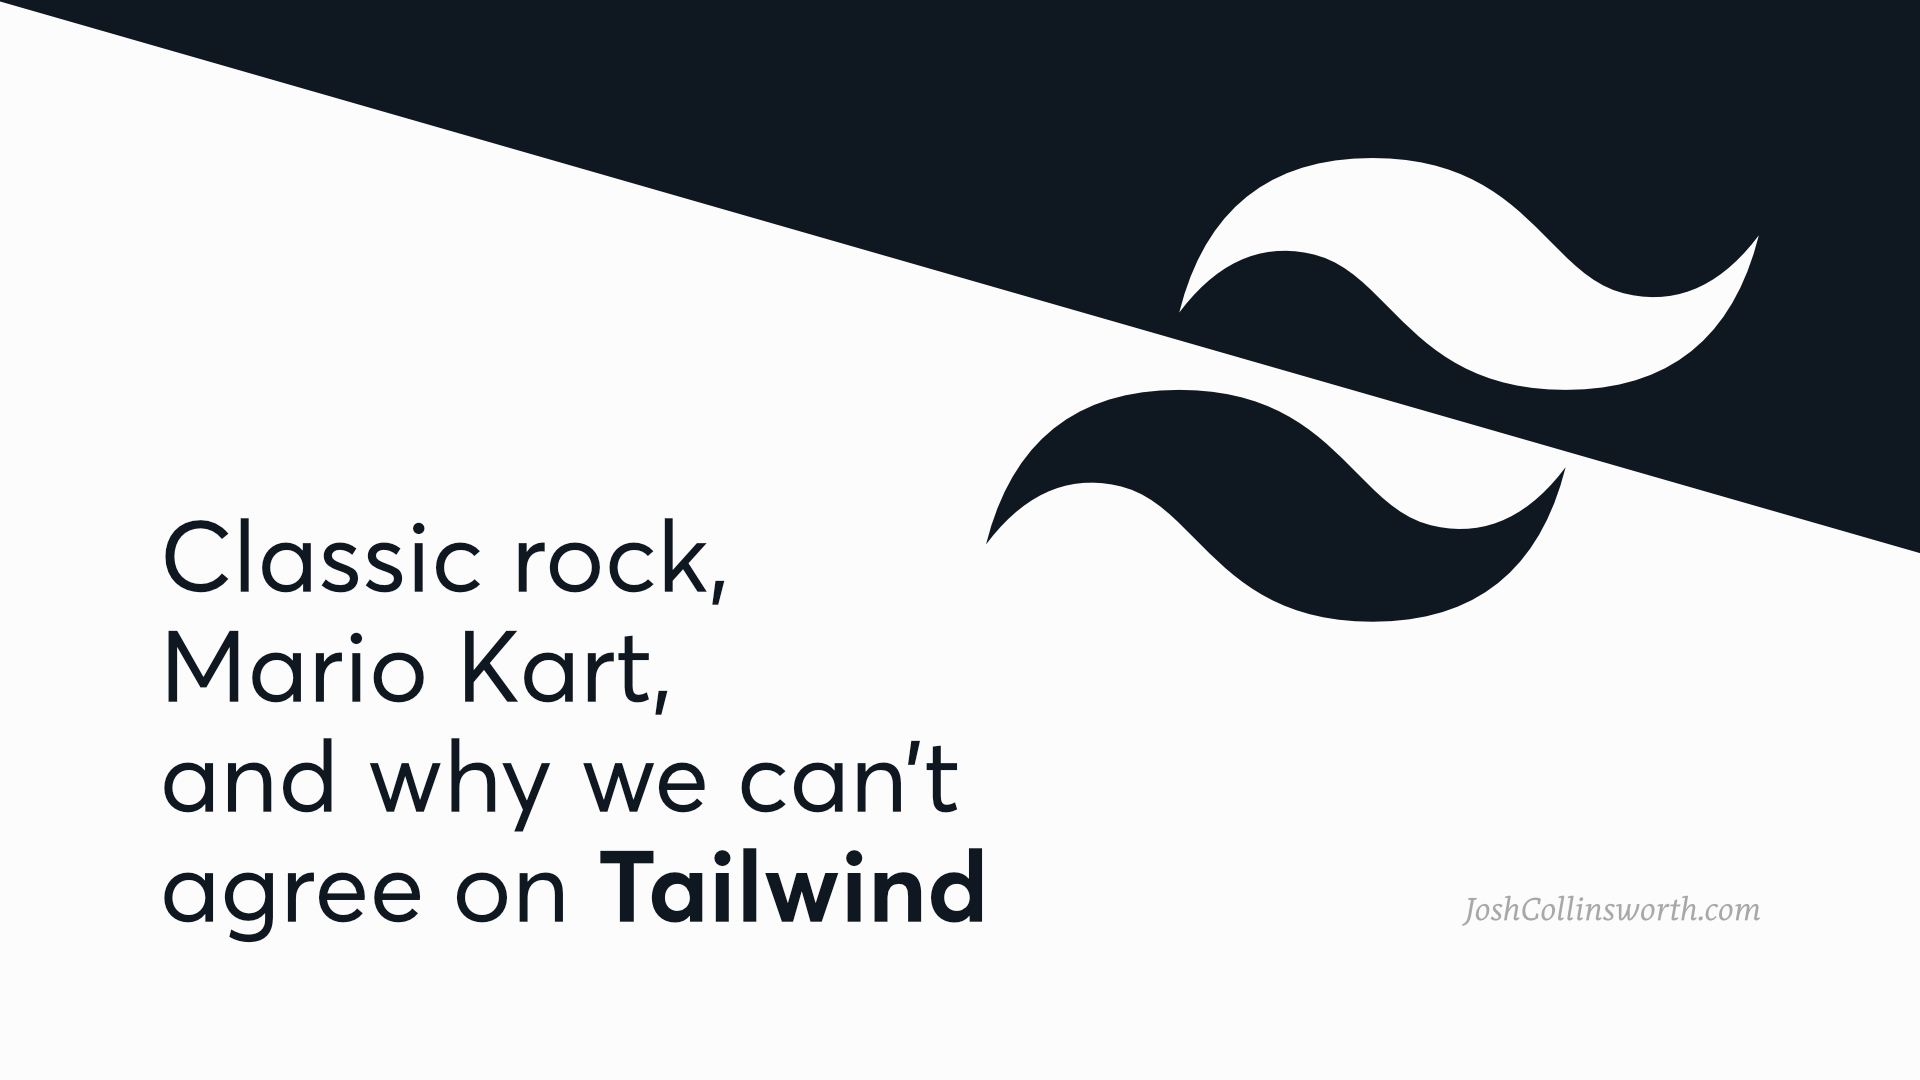 Classic rock,
Mario Kart,
and why we can't
agree on Tailwind
JoshCollinsworth.com